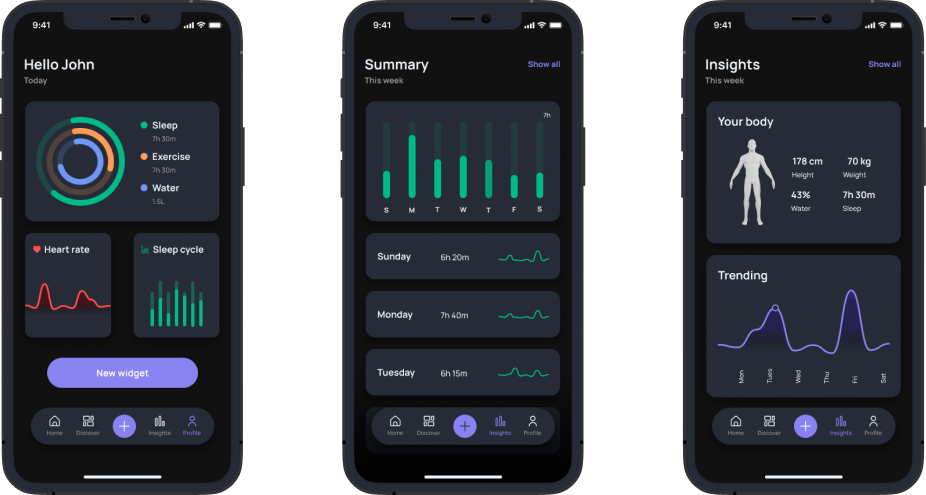 9:41
Hello John
Today
Sleep
7h 30m
Exercise
7h 30m
Water
1.5L
Heart rate
Sleep cycle
New widget
Home
Discover
Insights
Profile
9:41
Summary
Show all
This week
7h
S M T W T F S
Sunday 6h 20m
Monday 7h 40m
Tuesday 6h 15m
Home
Discover
Insights
Profile
9:41
Insights
Show all
This week
Your body
178 cm 70 kg
Height Weight
43% 7h 30m
Water Sleep
Trending
Mon Tues Wed Thu Fri Sat
Home
Discover
Insights
Profile